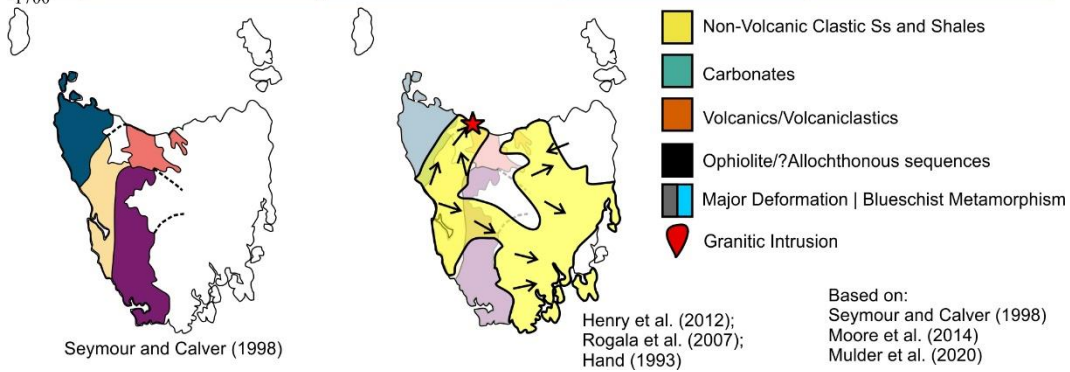 1700
Non-Volcanic Clastic Ss and Shales
Carbonates
Volcanics/Volcaniclastics
Ophiolite/?Allochthonous sequences
Major Deformation | Blueschist Metamorphism
Granitic Intrusion
Seymour and Calver (1998)
Henry et al. (2012);
Rogala et al. (2007);
Hand (1993)
Based on:
Seymour and Calver (1998)
Moore et al. (2014)
Mulder et al. (2020)